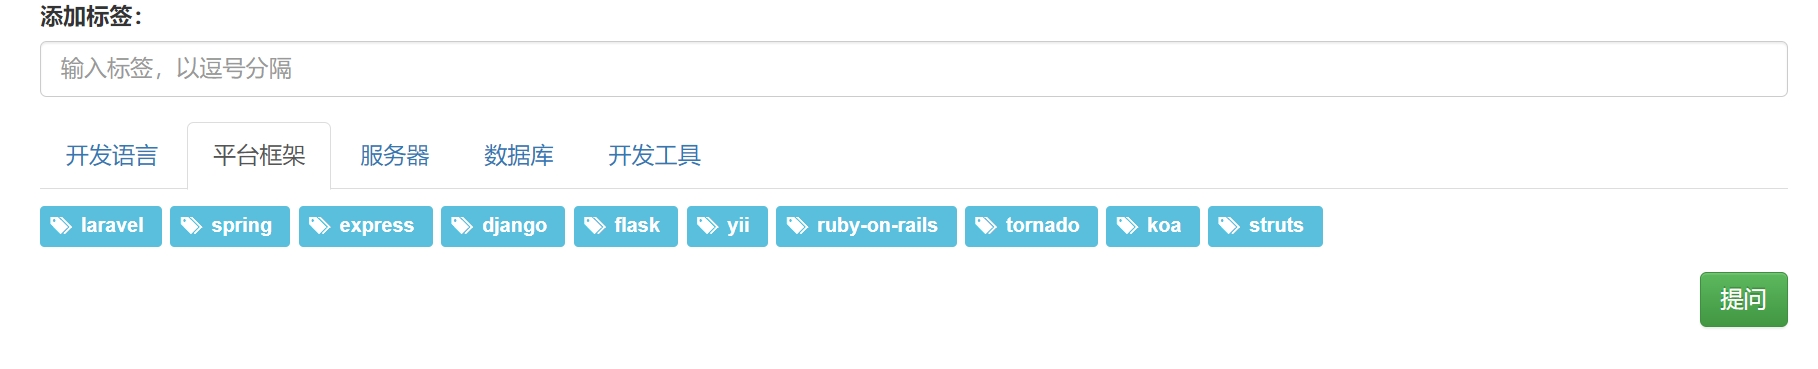 添加标签：
输入标签，以逗号分隔
开发语言 平台框架 服务器 数据库 开发工具
laravel spring express django flask yii ruby-on-rails tornado koa struts
提问